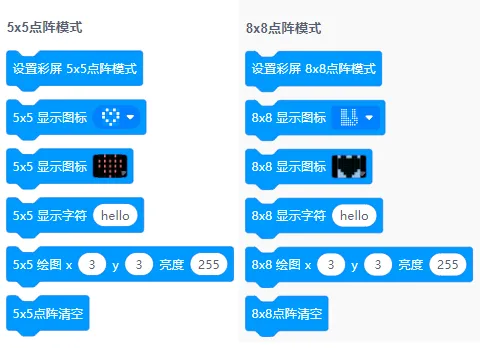 5x5点阵模式
设置彩屏 5x5点阵模式
5x5 显示图标
5x5 显示图标
5x5 显示字符 hello
5x5 绘图 x 3 y 3 亮度 255
5x5点阵清空
8x8点阵模式
设置彩屏 8x8点阵模式
8x8 显示图标
8x8 显示图标
8x8 显示字符 hello
8x8 绘图 x 3 y 3 亮度 255
8x8点阵清空